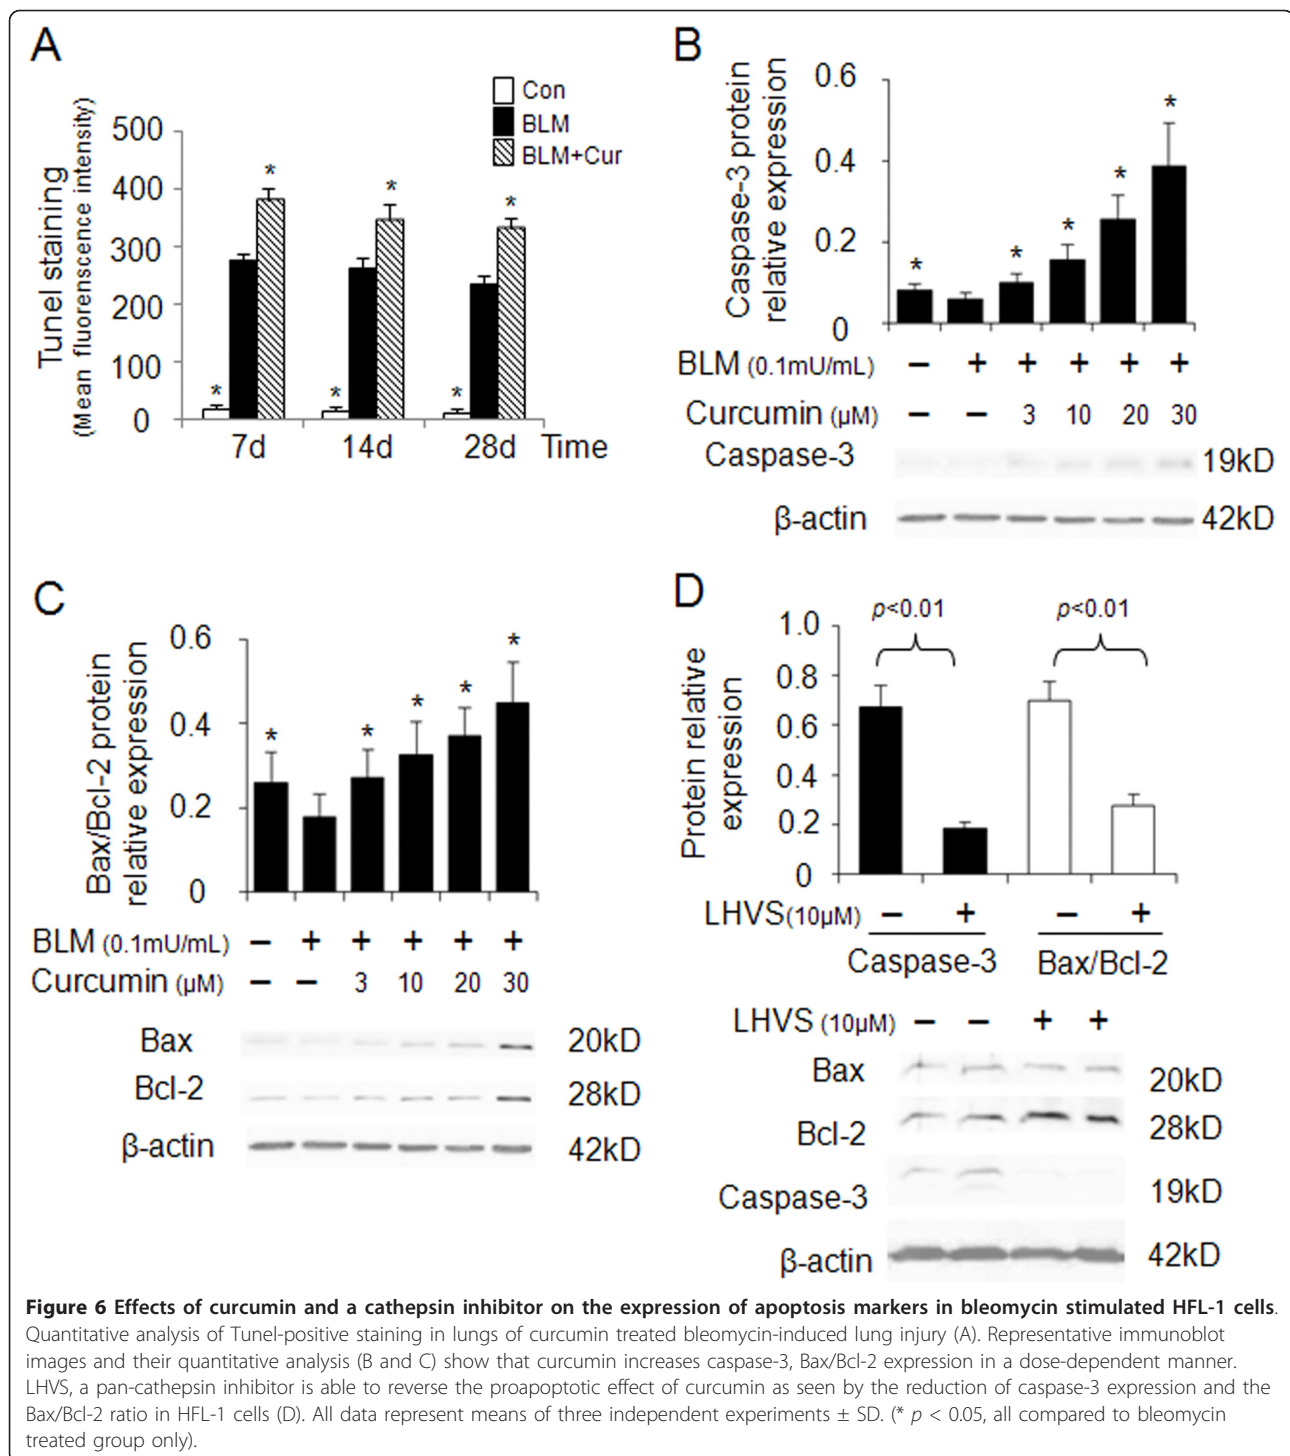 A
Con
BLM
BLM+Cur
Tunel staining
(Mean fluorescence intensity)
500
400
300
200
100
0
* * * * * *
7d 14d 28d Time
B
Caspase-3 protein
relative expression
0.6
0.4
0.2
0
* * * * *
BLM (0.1mU/mL) – + + + + +
Curcumin (μM) – – 3 10 20 30
Caspase-3 19kD
β-actin 42kD
C
Bax/Bcl-2 protein
relative expression
0.6
0.4
0.2
0
* * * * *
BLM (0.1mU/mL) – + + + + +
Curcumin (μM) – – 3 10 20 30
Bax 20kD
Bcl-2 28kD
β-actin 42kD
D
p<0.01 p<0.01
Protein relative
expression
1.0
0.8
0.6
0.4
0.2
0
LHVS(10μM) – + – +
Caspase-3 Bax/Bcl-2
LHVS (10μM) – – + +
Bax 20kD
Bcl-2 28kD
Caspase-3 19kD
β-actin 42kD
Figure 6 Effects of curcumin and a cathepsin inhibitor on the expression of apoptosis markers in bleomycin stimulated HFL-1 cells.
Quantitative analysis of Tunel-positive staining in lungs of curcumin treated bleomycin-induced lung injury (A). Representative immunoblot
images and their quantitative analysis (B and C) show that curcumin increases caspase-3, Bax/Bcl-2 expression in a dose-dependent manner.
LHVS, a pan-cathepsin inhibitor is able to reverse the proapoptotic effect of curcumin as seen by the reduction of caspase-3 expression and the
Bax/Bcl-2 ratio in HFL-1 cells (D). All data represent means of three independent experiments ± SD. (* p < 0.05, all compared to bleomycin
treated group only).